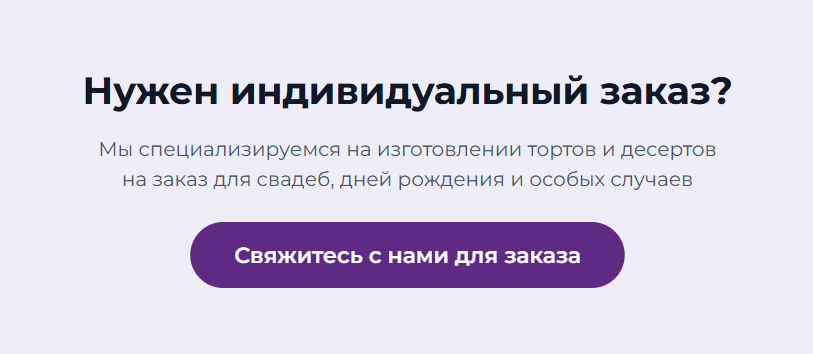 Нужен индивидуальный заказ?
Мы специализируемся на изготовлении тортов и десертов
на заказ для свадеб, дней рождения и особых случаев
Свяжитесь с нами для заказа